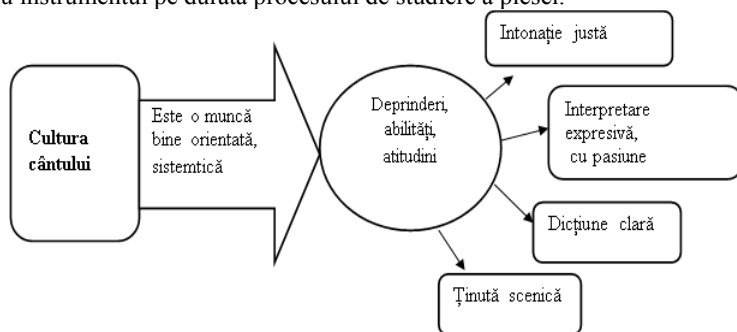 instrumentul pe durata procesului de studiere a piesei.
Cultura
cântului
Este o muncă
bine orientată,
sistemtică
Deprinderi,
abilități,
atitudini
Intonație justă
Interpretare
expresivă,
cu pasiune
Dicțiune clară
Ținută scenică